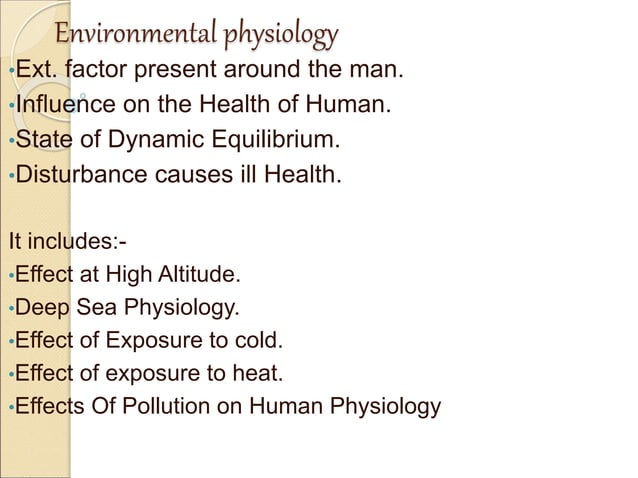 Environmental physiology
•Ext. factor present around the man.
•Influence on the Health of Human.
•State of Dynamic Equilibrium.
•Disturbance causes ill Health.
It includes:-
•Effect at High Altitude.
•Deep Sea Physiology.
•Effect of Exposure to cold.
•Effect of exposure to heat.
•Effects Of Pollution on Human Physiology